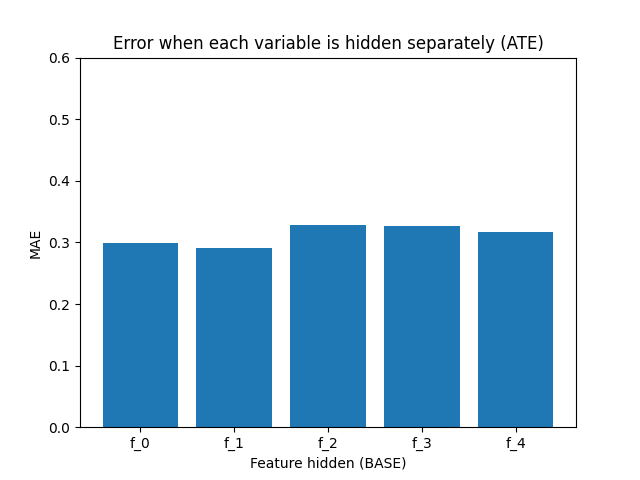 Error when each variable is hidden separately (ATE)
0.6
0.5
0.4
0.3
0.2
0.1
0.0
MAE
f_0 f_1 f_2 f_3 f_4
Feature hidden (BASE)